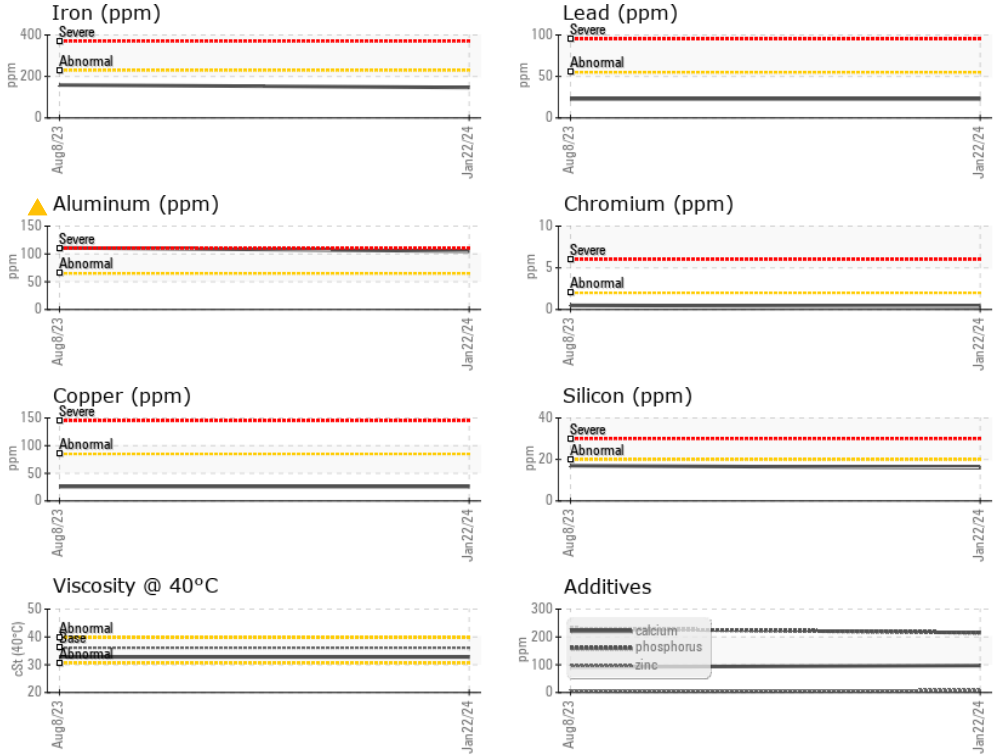 Iron (ppm)
400
200
0
ppm
Severe
Abnormal
Aug8/23
Jan22/24
Lead (ppm)
100
50
0
ppm
Severe
Abnormal
Aug8/23
Jan22/24
Aluminum (ppm)
150
100
50
0
ppm
Severe
Abnormal
Aug8/23
Jan22/24
Chromium (ppm)
10
5
0
ppm
Severe
Abnormal
Aug8/23
Jan22/24
Copper (ppm)
150
100
50
0
ppm
Severe
Abnormal
Aug8/23
Jan22/24
Silicon (ppm)
40
20
0
ppm
Severe
Abnormal
Aug8/23
Jan22/24
Viscosity @ 40°C
50
40
30
20
cSt (40°C)
Abnormal
Base
Abnormal
Aug8/23
Jan22/24
Additives
300
200
100
0
ppm
calcium
phosphorus
zinc
Aug8/23
Jan22/24